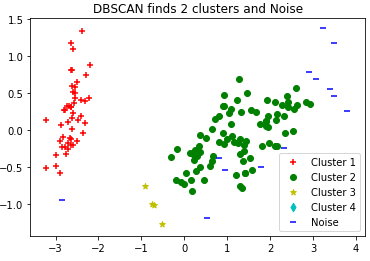 DBSCAN finds 2 clusters and Noise
1.5
1.0
0.5
0.0
−0.5
−1.0
−3
−2
−1
0
1
2
3
4
Cluster 1
Cluster 2
Cluster 3
Cluster 4
Noise